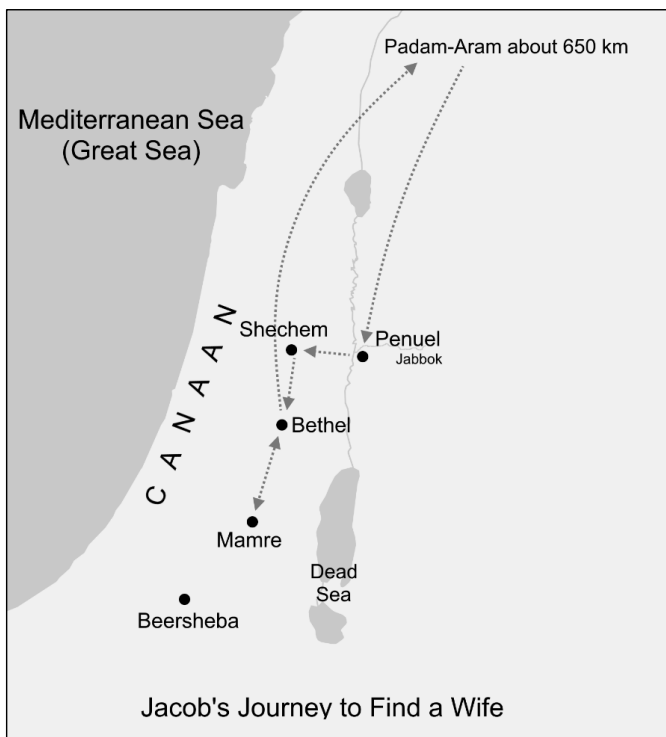 Padam-Aram about 650 km
Mediterranean Sea
(Great Sea)
CANAAN
Shechem
Penuel
Jabbok
Bethel
Mamre
Dead
Sea
Beersheba
Jacob's Journey to Find a Wife